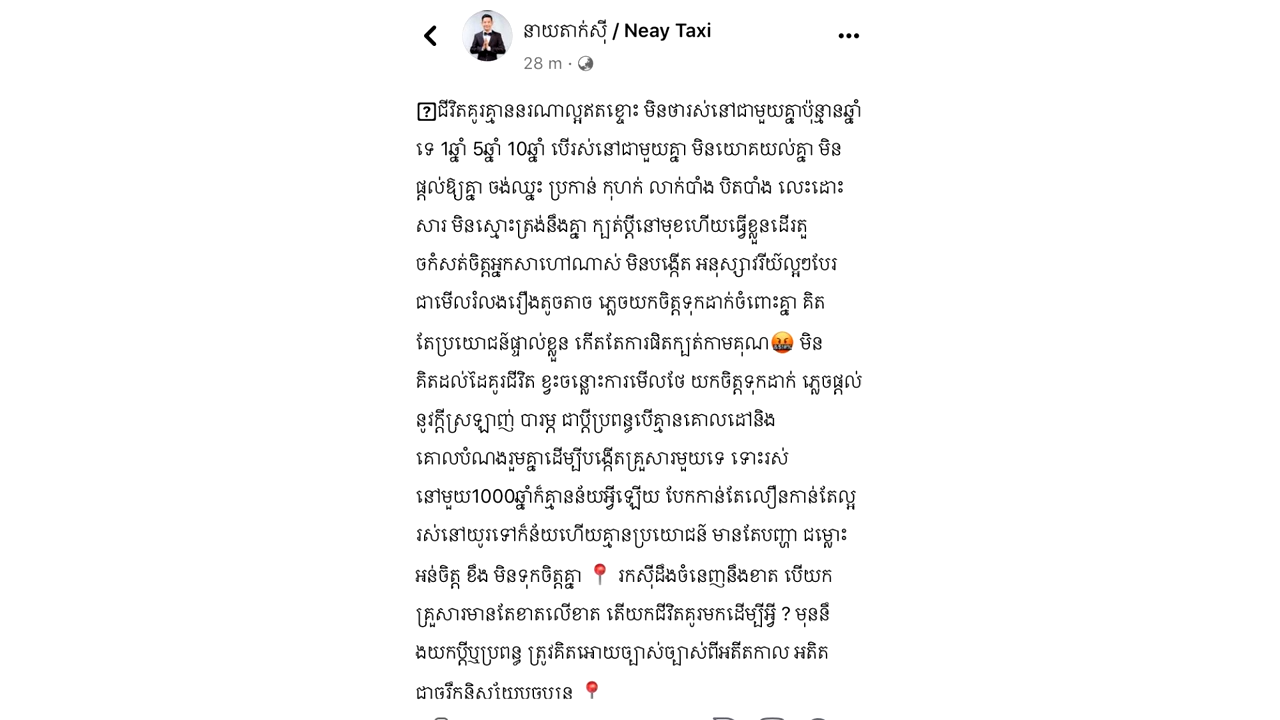 នាយតាក់ស៊ី / Neay Taxi
28 m ·
ជីវិតគូរគ្មាននរណាល្អឥតខ្ចោះ មិនថារស់នៅជាមួយគ្នាប៉ុន្មានឆ្នាំ
ទេ 1ឆ្នាំ 5ឆ្នាំ 10ឆ្នាំ បើរស់នៅជាមួយគ្នា មិនយោគយល់គ្នា មិន
ផ្តល់ឱ្យគ្នា ចង់ឈ្នះ ប្រកាន់ កុហក់ លាក់បាំង បិតបាំង លេះដោះ
សារ មិនស្មោះត្រង់នឹងគ្នា ក្បត់ប្តីនៅមុខហើយធ្វើខ្លួនដើរតួ
ចកំសត់ចិត្តអ្នកសាហៅណាស់ មិនបង្កើត អនុស្សាវរីយ៍ល្អៗបែរ
ជាមើលរំលងរឿងតូចតាច ភ្លេចយកចិត្តទុកដាក់ចំពោះគ្នា គិត
តែប្រយោជន៏ផ្ទាល់ខ្លួន កើតតែការផិតក្បត់កាមគុណ🤬 មិន
គិតដល់ដៃគូរជីវិត ខ្វះចន្លោះការមើលថែ យកចិត្តទុកដាក់ ភ្លេចផ្តល់
នូវក្តីស្រឡាញ់ បារម្ភ ជាប្តីប្រពន្ធបើគ្មានគោលដៅនិង
គោលបំណងរួមគ្នាដើម្បីបង្កើតគ្រួសារមួយទេ ទោះរស់
នៅមួយ1000ឆ្នាំក៏គ្មានន័យអ្វីឡើយ បែកកាន់តែលឿនកាន់តែល្អ
រស់នៅយូរទៅក៏ន័យហើយគ្មានប្រយោជន៏ មានតែបញ្ហា ជម្លោះ
អន់ចិត្ត ខឹង មិនទុកចិត្តគ្នា 📍 រកស៊ីដឹងចំនេញនឹងខាត បើយក
គ្រួសារមានតែខាតលើខាត តើយកជីវិតគូរមកដើម្បីអ្វី ? មុននឹ
ងយកប្តីឬប្រពន្ធ ត្រូវគិតអោយច្បាស់ច្បាស់ពីអតីតកាល អតិត
📍